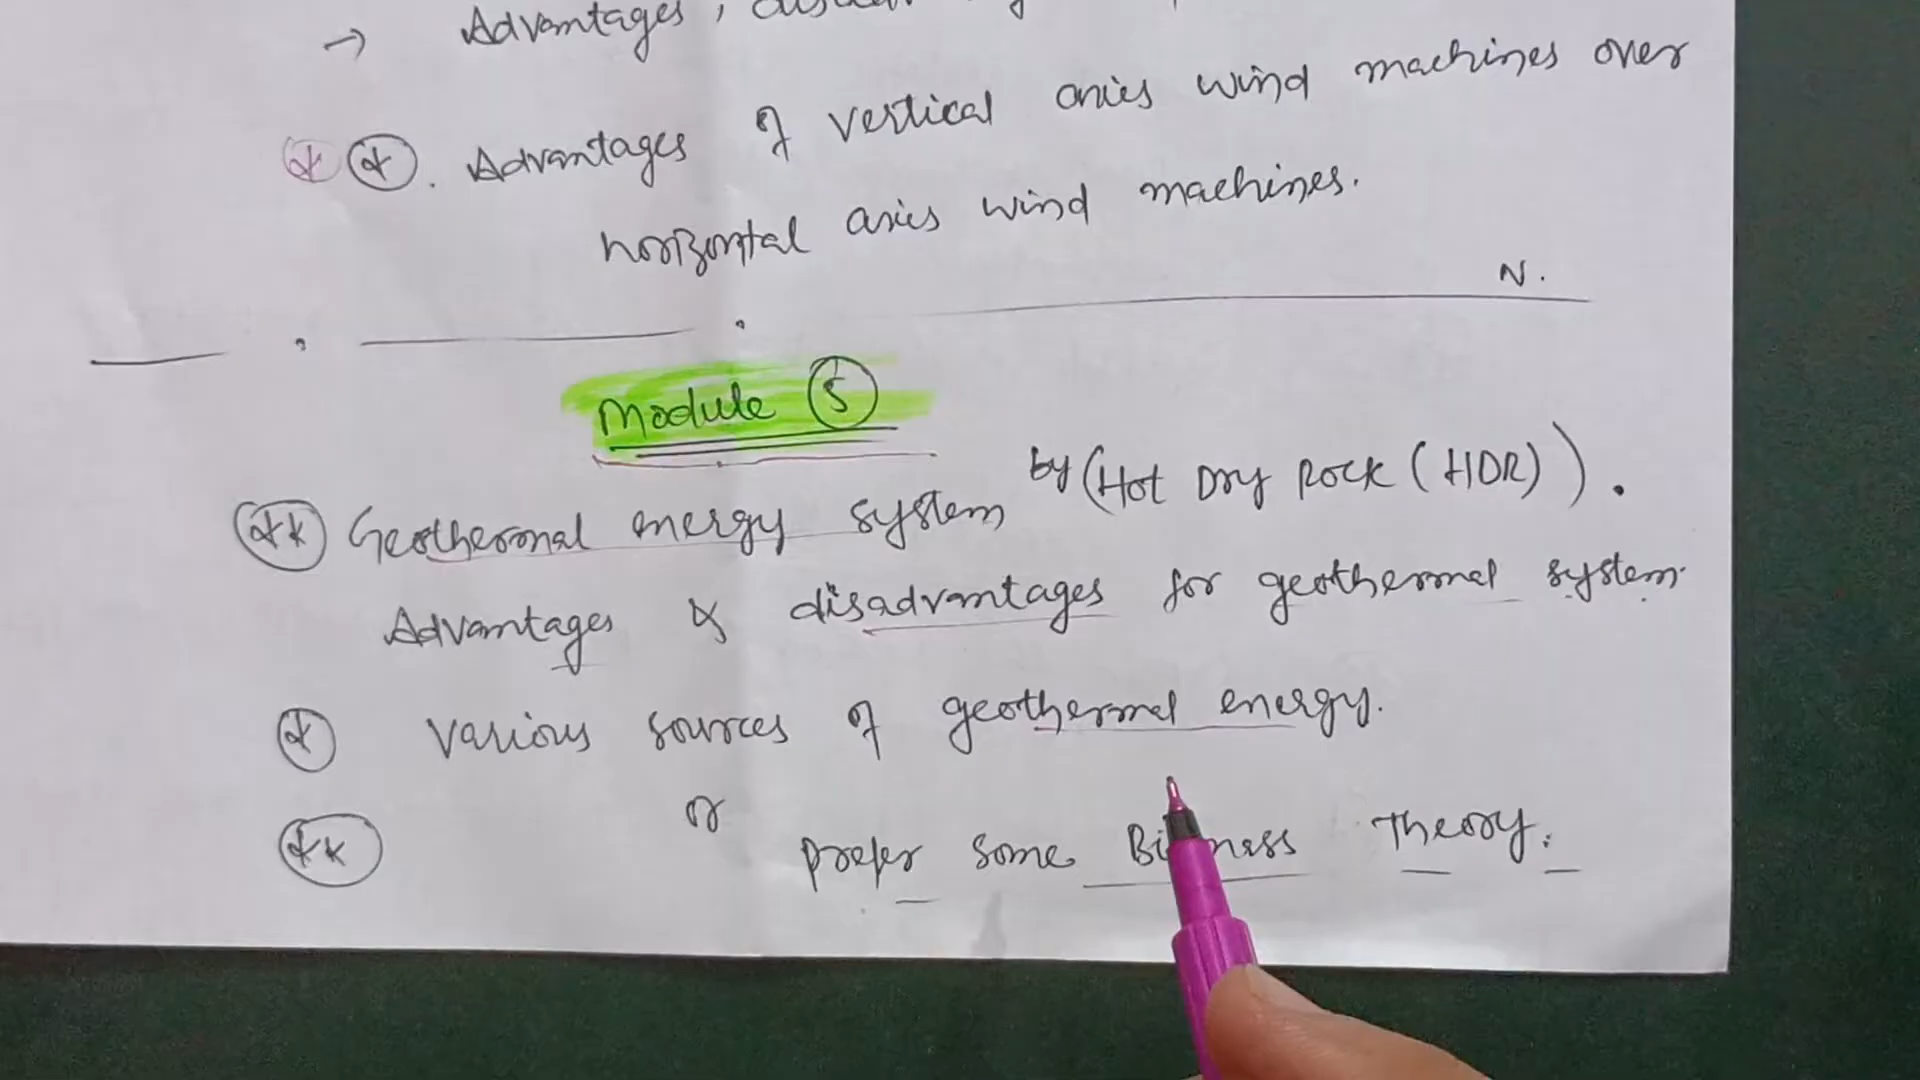 → Advantages,
** . Advantages of vertical axis wind machines over
horizontal axis wind machines.
N.
Module 5
** Geothermal energy system by (Hot Dry Rock (HDR)).
Advantages & disadvantages for geothermal system.
* various sources of geothermal energy.
or
** prefer some Theory.